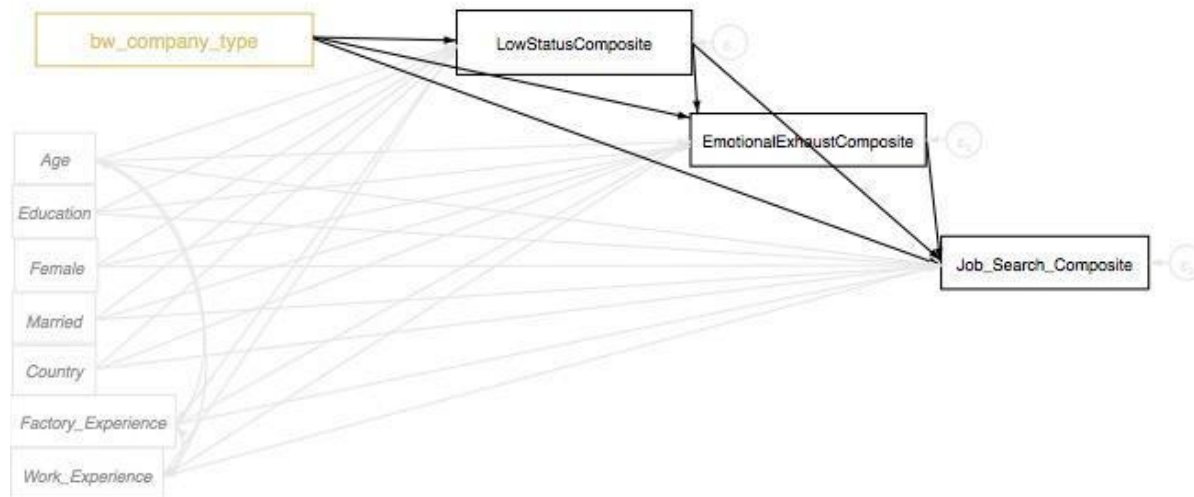 bw_company_type
LowStatusComposite
EmotionalExhaustComposite
Age
Education
Female
Job_Search_Composite
Married
Country
Factory_Experience
Work_Experience